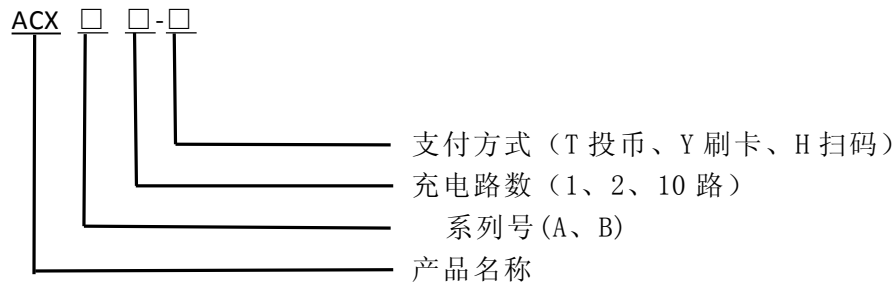 ACX □ □-□
支付方式（T 投币、Y 刷卡、H 扫码）
充电路数（1、2、10 路）
系列号(A、B)
产品名称